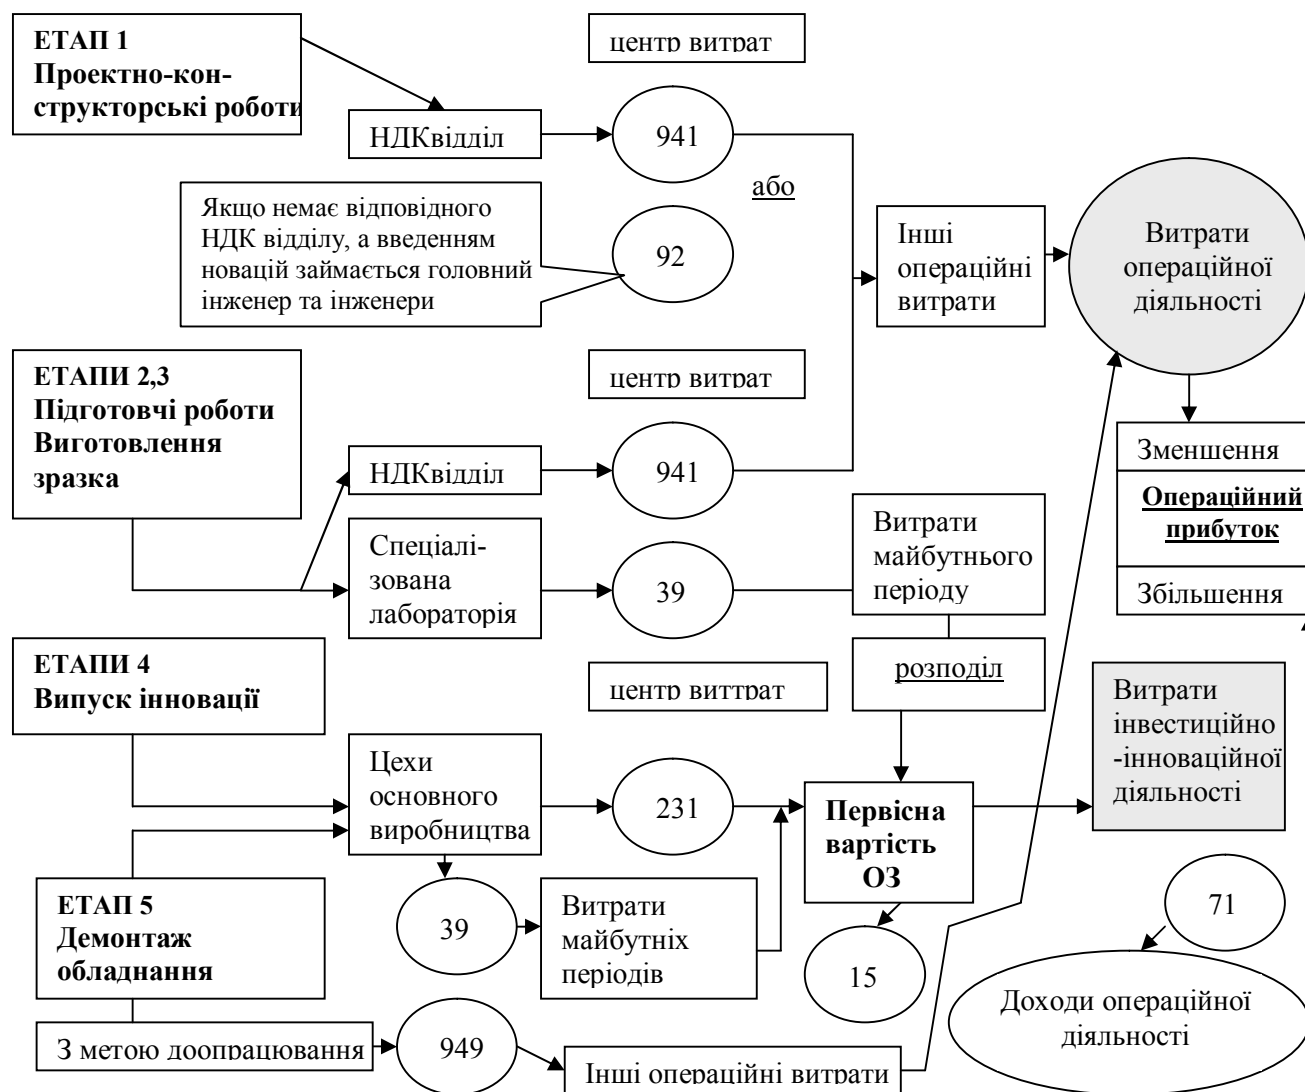 ЕТАП 1
Проектно-кон-
структорські роботи
центр витрат
НДКвідділ
941
або
Якщо немає відповідного
НДК відділу, а введенням
новацій займається головний
інженер та інженери
92
Інші
операційні
витрати
Витрати
операційної
діяльності
ЕТАПИ 2,3
Підготовчі роботи
Виготовлення
зразка
центр витрат
НДКвідділ
941
Спеціалі-
зована
лабораторія
39
Витрати
майбутнього
періоду
розподіл
Зменшення
Операційний
прибуток
Збільшення
ЕТАПИ 4
Випуск інновації
центр виттрат
Цехи
основного
виробництва
231
Первісна
вартість
ОЗ
Витрати
інвестиційно
-інноваційної
діяльності
ЕТАП 5
Демонтаж
обладнання
39
Витрати
майбутніх
періодів
15
71
Доходи операційної
діяльності
З метою доопрацювання
949
Інші операційні витрати